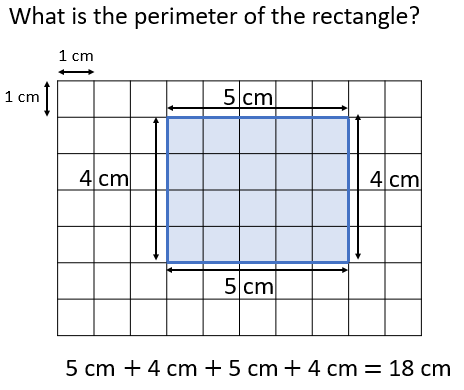 What is the perimeter of the rectangle?
1 cm
1 cm
5 cm
4 cm
4 cm
5 cm
5 cm + 4 cm + 5 cm + 4 cm = 18 cm